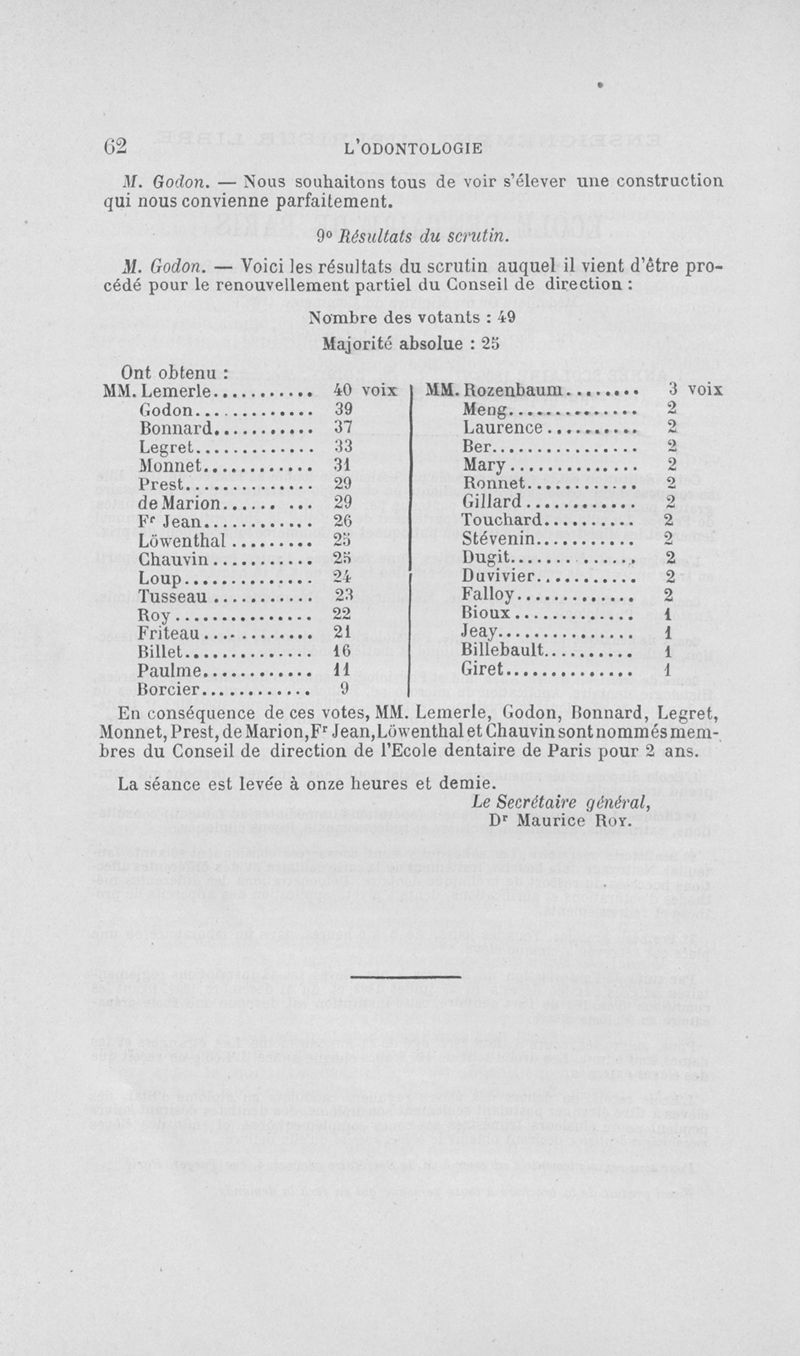 62
L'ODONTOLOGIE
M. Godon. — Nous souhaitons tous de voir s'élever une construction
qui nous convienne parfaitement.
9º Résultats du scrutin.
M. Godon. — Voici les résultats du scrutin auquel il vient d'être pro-
cédé pour le renouvellement partiel du Conseil de direction :
Nombre des votants : 49
Majorité absolue : 25
Ont obtenu :
MM. Lemerle........... 40 voix
Godon............. 39
Bonnard........... 37
Legret............. 33
Monnet............ 31
Prest.............. 29
de Marion...... ... 29
Fr Jean............ 26
Löwenthal ......... 25
Chauvin ........... 25
Loup.............. 24
Tusseau ........... 23
Roy ............... 22
Friteau ............ 21
Billet.............. 16
Paulme............ 11
Borcier............ 9
MM. Rozenbaum ........ 3 voix
Meng.............. 2
Laurence .......... 2
Ber................ 2
Mary .............. 2
Ronnet............ 2
Gillard ............ 2
Touchard.......... 2
Stévenin........... 2
Dugit............. 2
Duvivier........... 2
Falloy............. 2
Bioux ............. 1
Jeay............... 1
Billebault.......... 1
Giret.............. 1
En conséquence de ces votes, MM. Lemerle, Godon, Bonnard, Legret,
Monnet, Prest, de Marion, Fr Jean, Löwenthal et Chauvin sont nommés mem-
bres du Conseil de direction de l'Ecole dentaire de Paris pour 2 ans.
La séance est levée à onze heures et demie.
Le Secrétaire général,
Dr Maurice ROY.